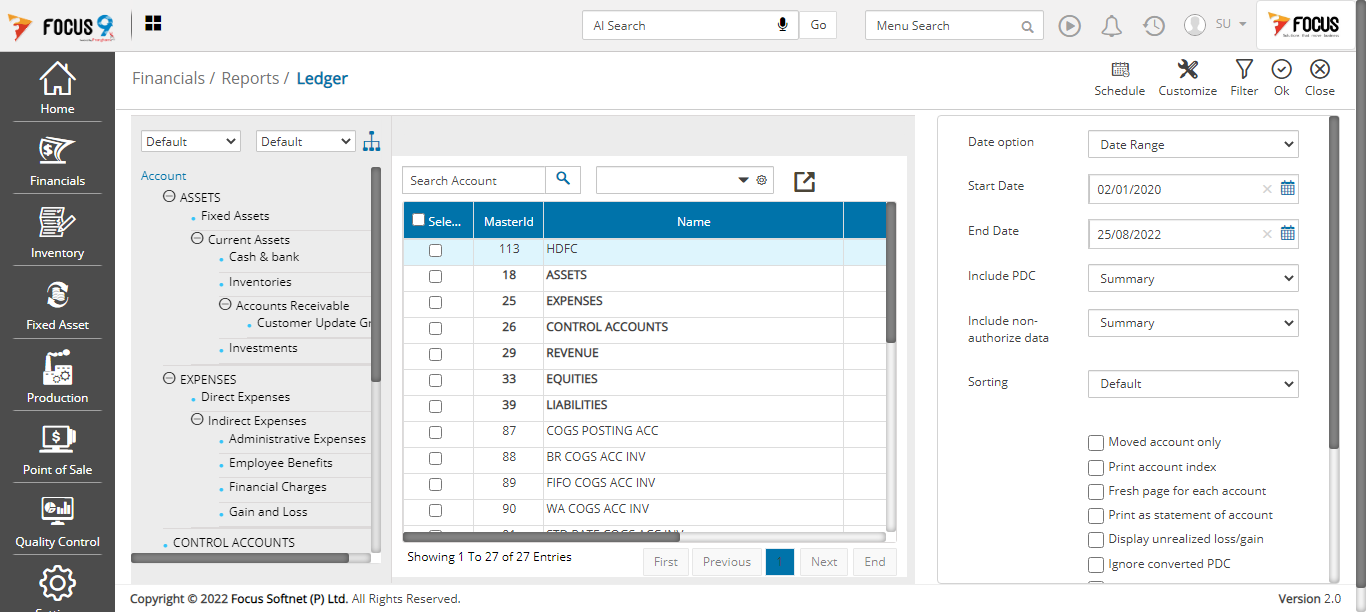 FOCUS 9
AI Search
Go
Menu Search
SU
FOCUS
Home
Financials
Inventory
Fixed Asset
Production
Point of Sale
Quality Control
Financials / Reports / Ledger
Schedule
Customize
Filter
Ok
Close
Default
Default
Account
ASSETS
Fixed Assets
Current Assets
Cash & bank
Inventories
Accounts Receivable
Customer Update Gr
Investments
EXPENSES
Direct Expenses
Indirect Expenses
Administrative Expenses
Employee Benefits
Financial Charges
Gain and Loss
CONTROL ACCOUNTS
Search Account
Sele... MasterId Name
113 HDFC
18 ASSETS
25 EXPENSES
26 CONTROL ACCOUNTS
29 REVENUE
33 EQUITIES
39 LIABILITIES
87 COGS POSTING ACC
88 BR COGS ACC INV
89 FIFO COGS ACC INV
90 WA COGS ACC INV
Showing 1 To 27 of 27 Entries
First
Previous
1
Next
End
Date option
Date Range
Start Date
02/01/2020
End Date
25/08/2022
Include PDC
Summary
Include non-
authorize data
Summary
Sorting
Default
Moved account only
Print account index
Fresh page for each account
Print as statement of account
Display unrealized loss/gain
Ignore converted PDC
Copyright © 2022 Focus Softnet (P) Ltd. All Rights Reserved.
Version 2.0